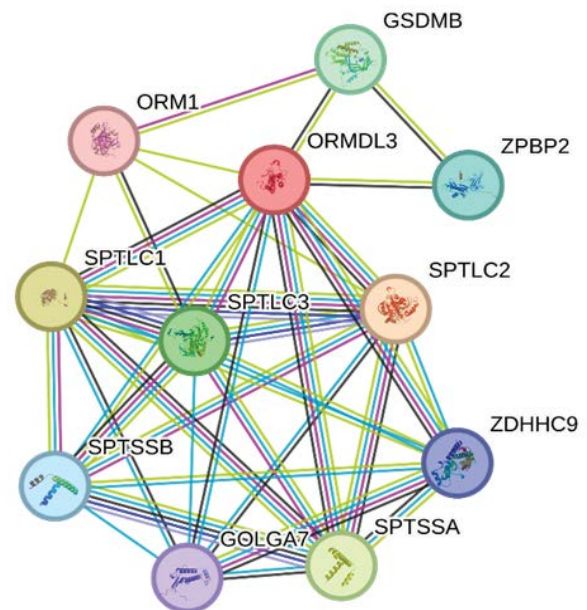 GSDMB
ORM1
ORMDL3
ZPBP2
SPTLC1
SPTLC2
SPTLC3
ZDHHC9
SPTSSB
SPTSSA
GOLGA7